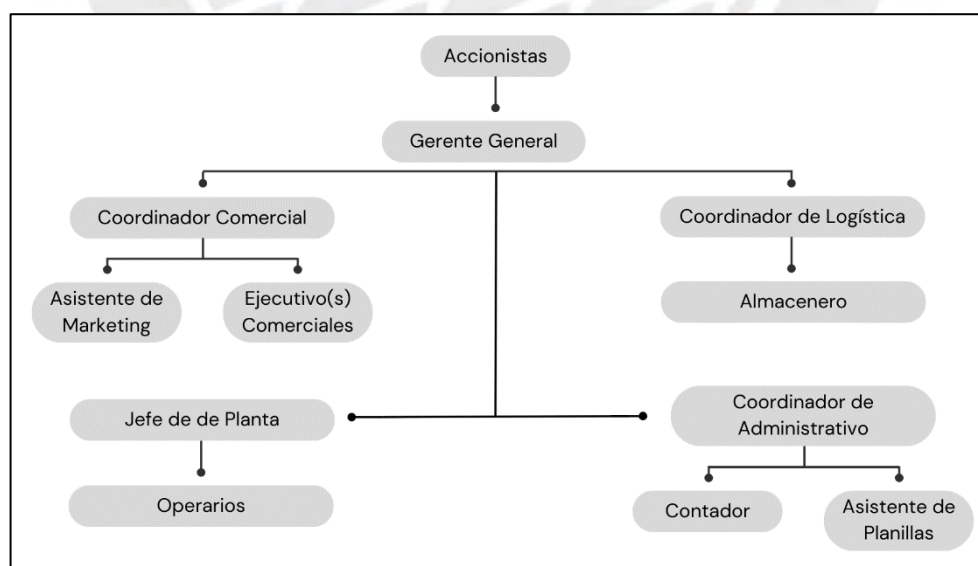 Accionistas
Gerente General
Coordinador Comercial
Coordinador de Logística
Asistente de
Marketing
Ejecutivo(s)
Comerciales
Almacenero
Jefe de de Planta
Coordinador de
Administrativo
Operarios
Contador
Asistente de
Planillas